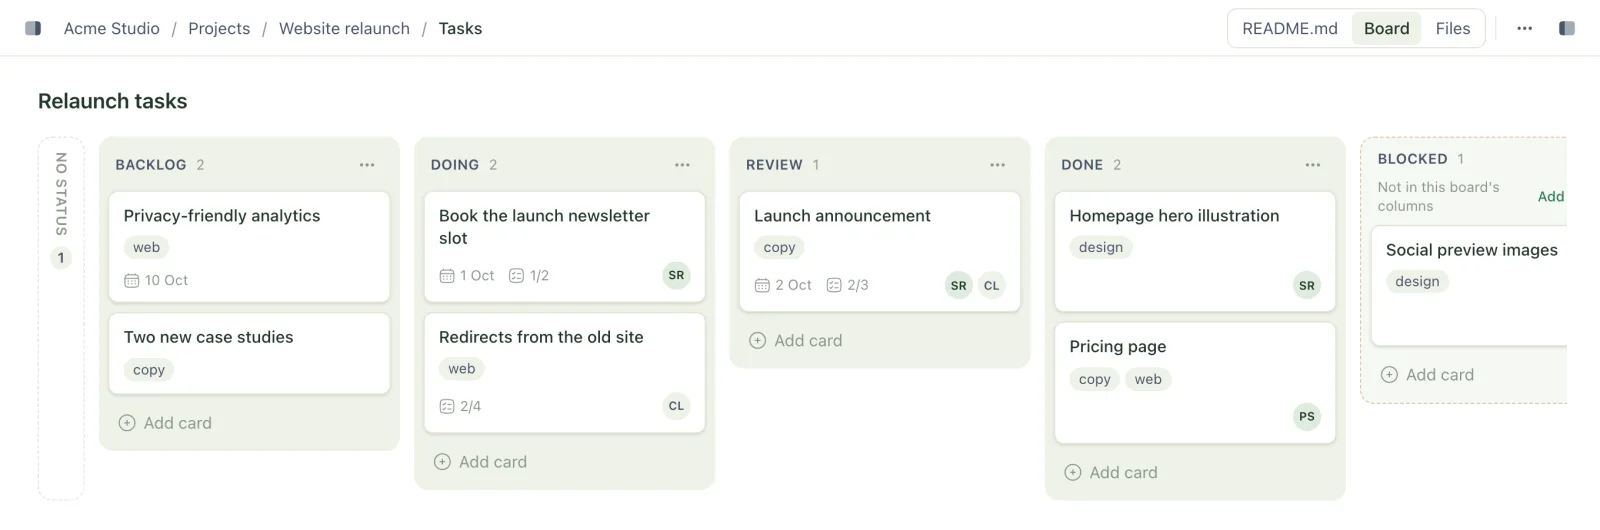 Acme Studio / Projects / Website relaunch / Tasks
README.md Board Files
Relaunch tasks
NO STATUS
1
BACKLOG 2
Privacy-friendly analytics
web
10 Oct
Two new case studies
copy
Add card
DOING 2
Book the launch newsletter
slot
1 Oct 1/2
SR
Redirects from the old site
web
2/4
CL
Add card
REVIEW 1
Launch announcement
copy
2 Oct 2/3
SR CL
Add card
DONE 2
Homepage hero illustration
design
SR
Pricing page
copy web
PS
Add card
BLOCKED 1
Not in this board's
columns
Add
Social preview images
design
Add card